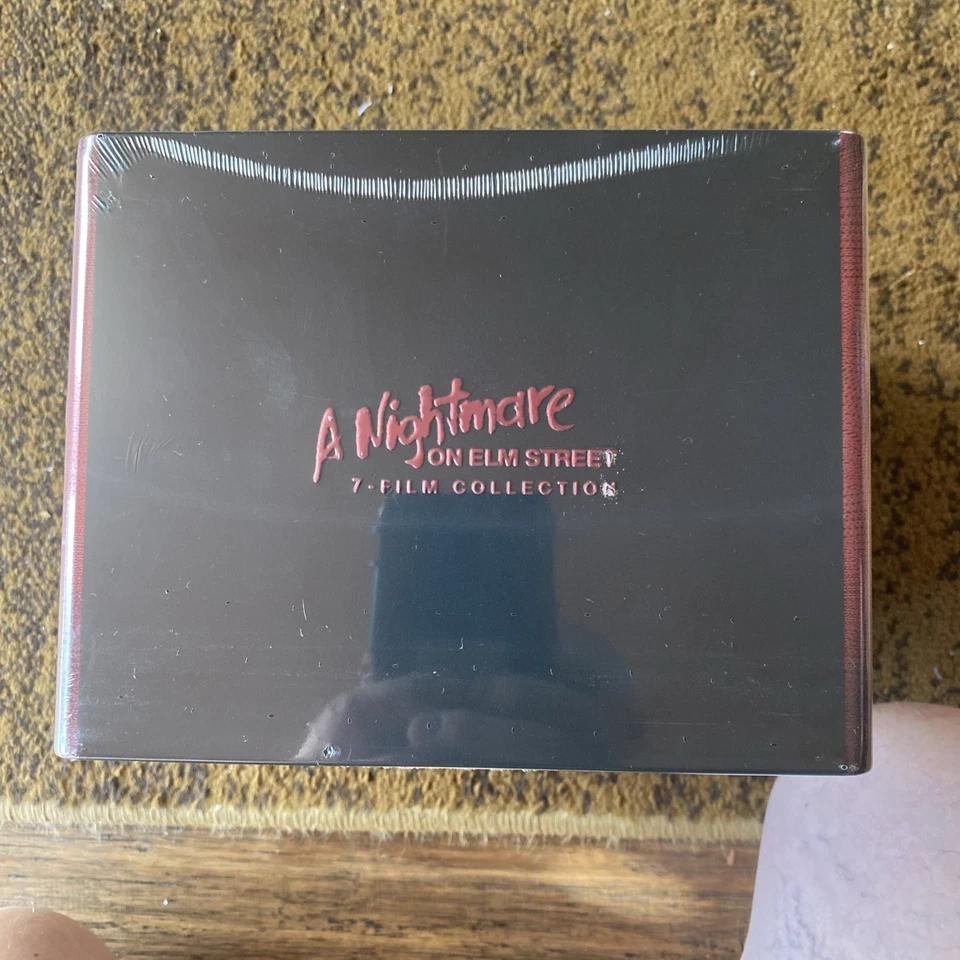 A Nightmare
ON ELM STREET
7-FILM COLLECTION